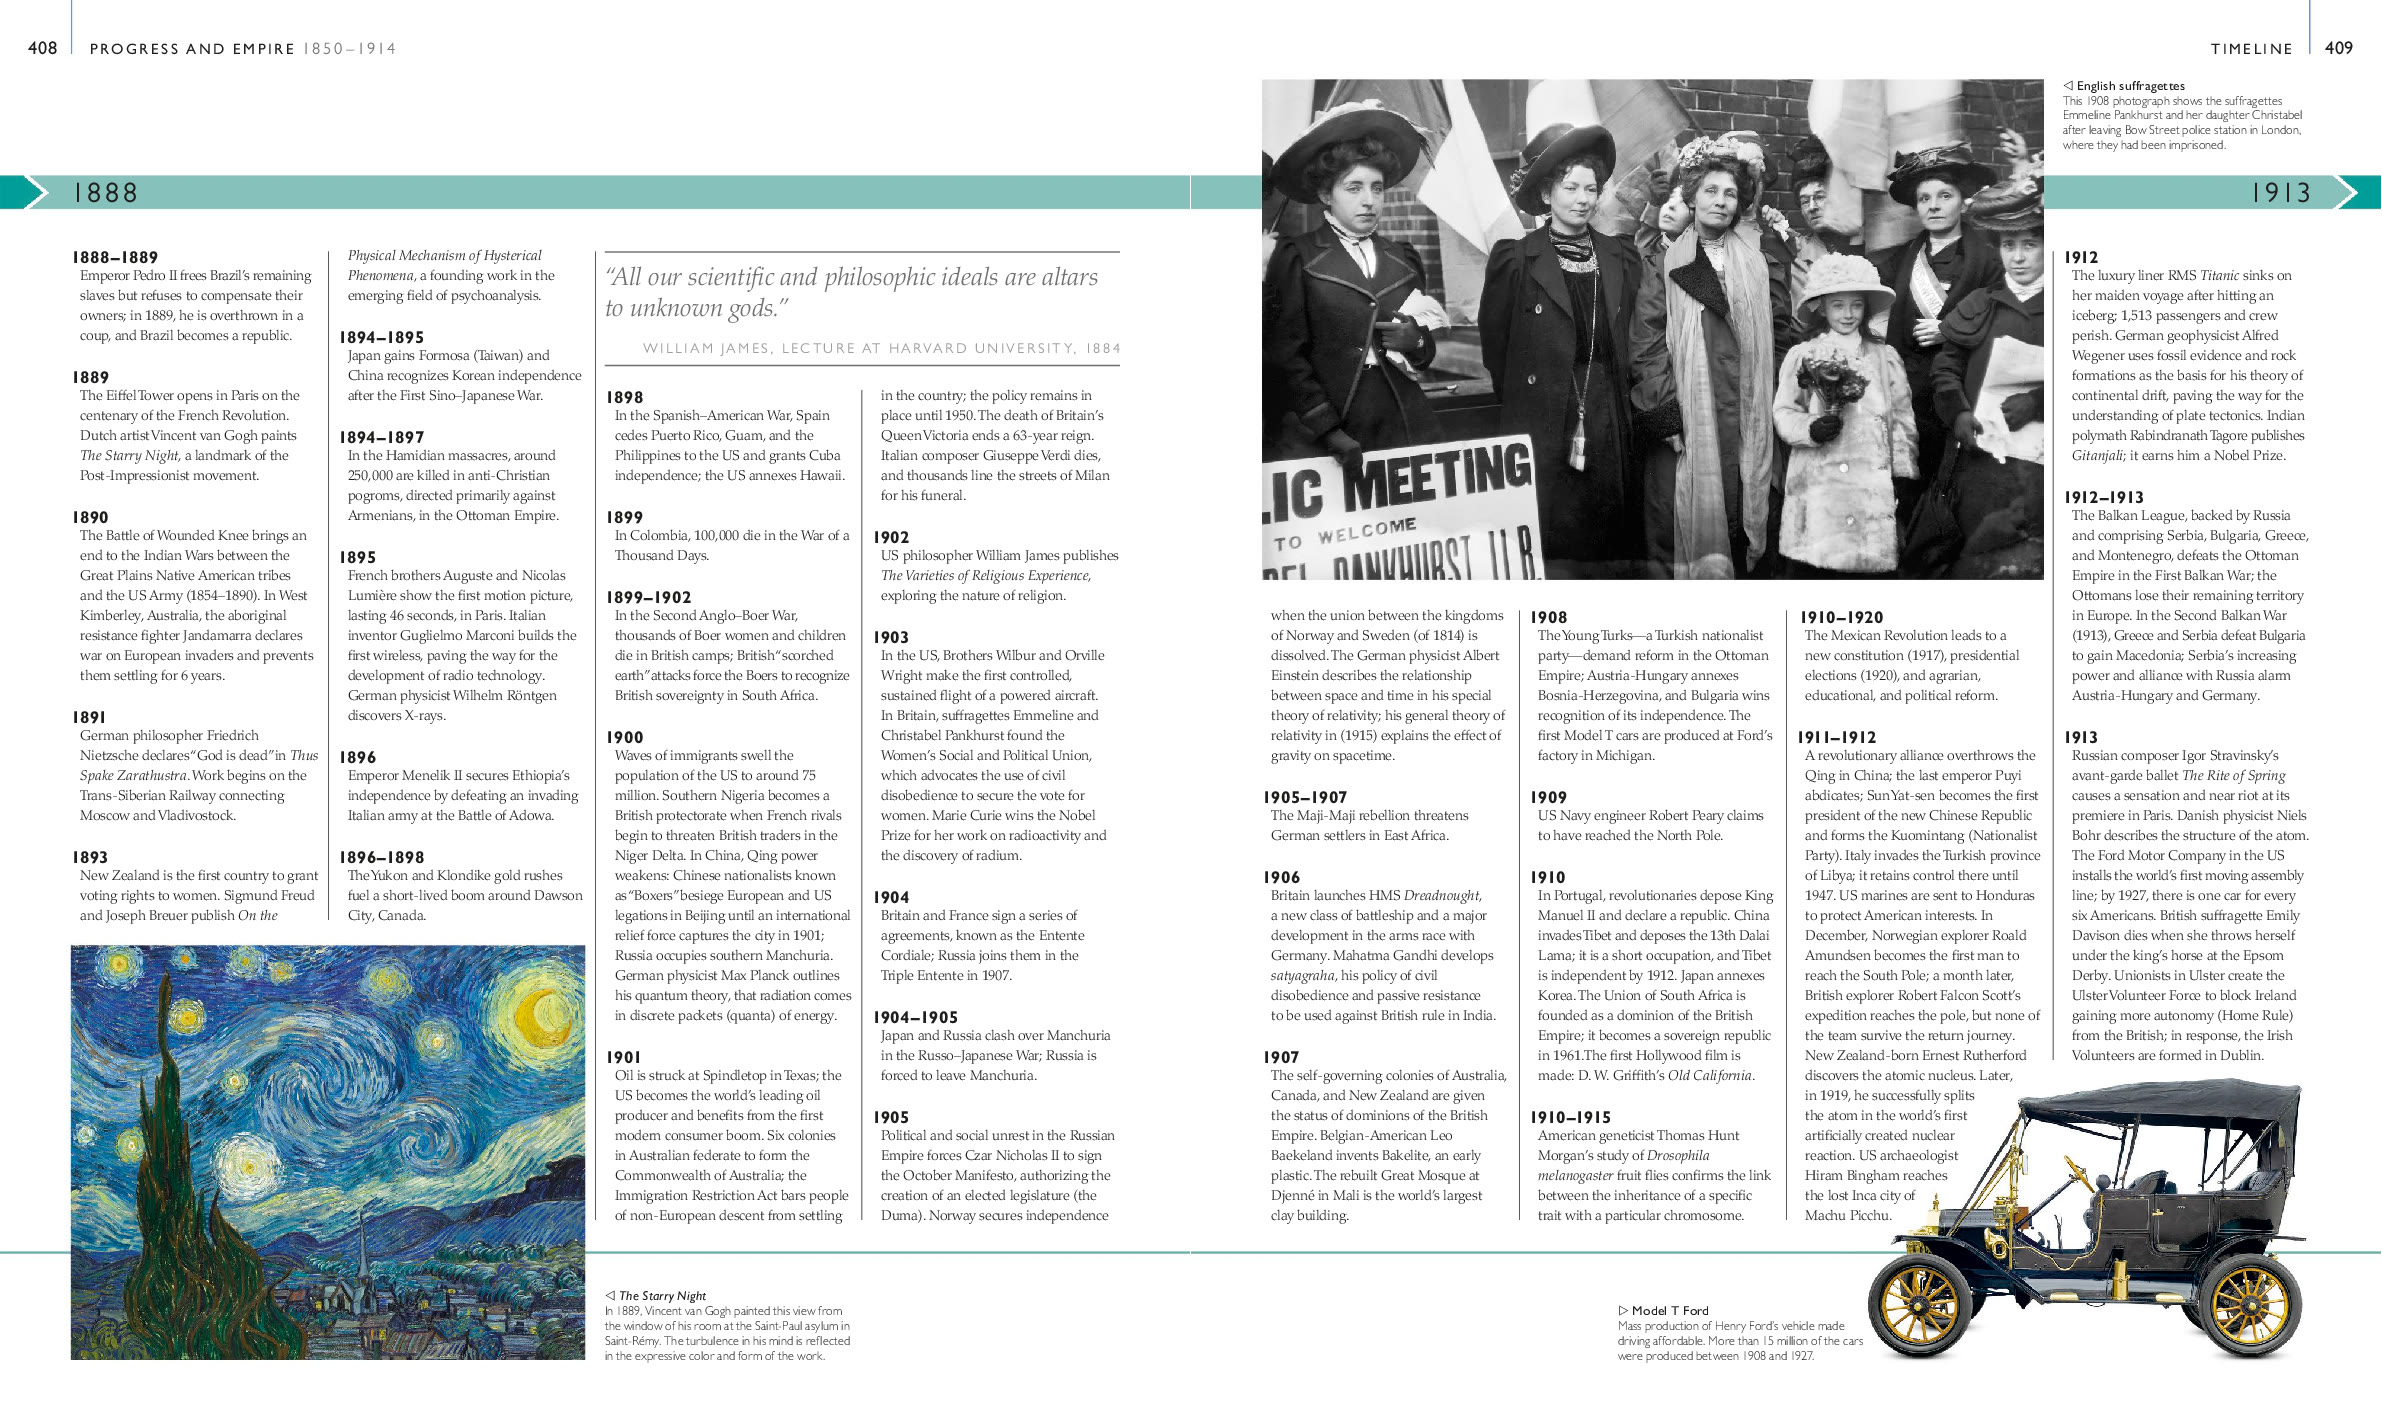 408
PROGRESS AND EMPIRE 1850–1914
1888
1888–1889
Emperor Pedro II frees Brazil's remaining
slaves but refuses to compensate their
owners; in 1889, he is overthrown in a
coup, and Brazil becomes a republic.
1889
The Eiffel Tower opens in Paris on the
centenary of the French Revolution.
Dutch artist Vincent van Gogh paints
The Starry Night, a landmark of the
Post-Impressionist movement.
1890
The Battle of Wounded Knee brings an
end to the Indian Wars between the
Great Plains Native American tribes
and the US Army (1854–1890). In West
Kimberley, Australia, the aboriginal
resistance fighter Jandamarra declares
war on European invaders and prevents
them settling for 6 years.
1891
German philosopher Friedrich
Nietzsche declares “God is dead” in Thus
Spake Zarathustra. Work begins on the
Trans-Siberian Railway connecting
Moscow and Vladivostock.
1893
New Zealand is the first country to grant
voting rights to women. Sigmund Freud
and Joseph Breuer publish On the
Physical Mechanism of Hysterical
Phenomena, a founding work in the
emerging field of psychoanalysis.
1894–1895
Japan gains Formosa (Taiwan) and
China recognizes Korean independence
after the First Sino–Japanese War.
1894–1897
In the Hamidian massacres, around
250,000 are killed in anti-Christian
pogroms, directed primarily against
Armenians, in the Ottoman Empire.
1895
French brothers Auguste and Nicolas
Lumière show the first motion picture,
lasting 46 seconds, in Paris. Italian
inventor Guglielmo Marconi builds the
first wireless, paving the way for the
development of radio technology.
German physicist Wilhelm Röntgen
discovers X-rays.
1896
Emperor Menelik II secures Ethiopia's
independence by defeating an invading
Italian army at the Battle of Adowa.
1896–1898
The Yukon and Klondike gold rushes
fuel a short-lived boom around Dawson
City, Canada.
“All our scientific and philosophic ideals are altars
to unknown gods.”
WILLIAM JAMES, LECTURE AT HARVARD UNIVERSITY, 1884
1898
In the Spanish–American War, Spain
cedes Puerto Rico, Guam, and the
Philippines to the US and grants Cuba
independence; the US annexes Hawaii.
1899
In Colombia, 100,000 die in the War of a
Thousand Days.
1899–1902
In the Second Anglo–Boer War,
thousands of Boer women and children
die in British camps; British “scorched
earth” attacks force the Boers to recognize
British sovereignty in South Africa.
1900
Waves of immigrants swell the
population of the US to around 75
million. Southern Nigeria becomes a
British protectorate when French rivals
begin to threaten British traders in the
Niger Delta. In China, Qing power
weakens: Chinese nationalists known
as “Boxers” besiege European and US
legations in Beijing until an international
relief force captures the city in 1901;
Russia occupies southern Manchuria.
German physicist Max Planck outlines
his quantum theory, that radiation comes
in discrete packets (quanta) of energy.
1901
Oil is struck at Spindletop in Texas; the
US becomes the world's leading oil
producer and benefits from the first
modern consumer boom. Six colonies
in Australian federate to form the
Commonwealth of Australia; the
Immigration Restriction Act bars people
of non-European descent from settling
in the country; the policy remains in
place until 1950. The death of Britain's
Queen Victoria ends a 63-year reign.
Italian composer Giuseppe Verdi dies,
and thousands line the streets of Milan
for his funeral.
1902
US philosopher William James publishes
The Varieties of Religious Experience,
exploring the nature of religion.
1903
In the US, Brothers Wilbur and Orville
Wright make the first controlled,
sustained flight of a powered aircraft.
In Britain, suffragettes Emmeline and
Christabel Pankhurst found the
Women's Social and Political Union,
which advocates the use of civil
disobedience to secure the vote for
women. Marie Curie wins the Nobel
Prize for her work on radioactivity and
the discovery of radium.
1904
Britain and France sign a series of
agreements, known as the Entente
Cordiale; Russia joins them in the
Triple Entente in 1907.
1904–1905
Japan and Russia clash over Manchuria
in the Russo–Japanese War; Russia is
forced to leave Manchuria.
1905
Political and social unrest in the Russian
Empire forces Czar Nicholas II to sign
the October Manifesto, authorizing the
creation of an elected legislature (the
Duma). Norway secures independence
◁ The Starry Night
In 1889, Vincent van Gogh painted this view from
the window of his room at the Saint-Paul asylum in
Saint-Rémy. The turbulence in his mind is reflected
in the expressive color and form of the work.
TIMELINE
409
◁ English suffragettes
This 1908 photograph shows the suffragettes
Emmeline Pankhurst and her daughter Christabel
after leaving Bow Street police station in London,
where they had been imprisoned.
1913
LIC MEETING
TO WELCOME
BEL PANKHURST LL.B.
when the union between the kingdoms
of Norway and Sweden (of 1814) is
dissolved. The German physicist Albert
Einstein describes the relationship
between space and time in his special
theory of relativity; his general theory of
relativity in (1915) explains the effect of
gravity on spacetime.
1905–1907
The Maji-Maji rebellion threatens
German settlers in East Africa.
1906
Britain launches HMS Dreadnought,
a new class of battleship and a major
development in the arms race with
Germany. Mahatma Gandhi develops
satyagraha, his policy of civil
disobedience and passive resistance
to be used against British rule in India.
1907
The self-governing colonies of Australia,
Canada, and New Zealand are given
the status of dominions of the British
Empire. Belgian-American Leo
Baekeland invents Bakelite, an early
plastic. The rebuilt Great Mosque at
Djenné in Mali is the world's largest
clay building.
1908
The Young Turks—a Turkish nationalist
party—demand reform in the Ottoman
Empire; Austria-Hungary annexes
Bosnia-Herzegovina, and Bulgaria wins
recognition of its independence. The
first Model T cars are produced at Ford's
factory in Michigan.
1909
US Navy engineer Robert Peary claims
to have reached the North Pole.
1910
In Portugal, revolutionaries depose King
Manuel II and declare a republic. China
invades Tibet and deposes the 13th Dalai
Lama; it is a short occupation, and Tibet
is independent by 1912. Japan annexes
Korea. The Union of South Africa is
founded as a dominion of the British
Empire; it becomes a sovereign republic
in 1961. The first Hollywood film is
made: D. W. Griffith's Old California.
1910–1915
American geneticist Thomas Hunt
Morgan's study of Drosophila
melanogaster fruit flies confirms the link
between the inheritance of a specific
trait with a particular chromosome.
1910–1920
The Mexican Revolution leads to a
new constitution (1917), presidential
elections (1920), and agrarian,
educational, and political reform.
1911–1912
A revolutionary alliance overthrows the
Qing in China; the last emperor Puyi
abdicates; Sun Yat-sen becomes the first
president of the new Chinese Republic
and forms the Kuomintang (Nationalist
Party). Italy invades the Turkish province
of Libya; it retains control there until
1947. US marines are sent to Honduras
to protect American interests. In
December, Norwegian explorer Roald
Amundsen becomes the first man to
reach the South Pole; a month later,
British explorer Robert Falcon Scott's
expedition reaches the pole, but none of
the team survive the return journey.
New Zealand-born Ernest Rutherford
discovers the atomic nucleus. Later,
in 1919, he successfully splits
the atom in the world's first
artificially created nuclear
reaction. US archaeologist
Hiram Bingham reaches
the lost Inca city of
Machu Picchu.
1912
The luxury liner RMS Titanic sinks on
her maiden voyage after hitting an
iceberg; 1,513 passengers and crew
perish. German geophysicist Alfred
Wegener uses fossil evidence and rock
formations as the basis for his theory of
continental drift, paving the way for the
understanding of plate tectonics. Indian
polymath Rabindranath Tagore publishes
Gitanjali; it earns him a Nobel Prize.
1912–1913
The Balkan League, backed by Russia
and comprising Serbia, Bulgaria, Greece,
and Montenegro, defeats the Ottoman
Empire in the First Balkan War; the
Ottomans lose their remaining territory
in Europe. In the Second Balkan War
(1913), Greece and Serbia defeat Bulgaria
to gain Macedonia; Serbia's increasing
power and alliance with Russia alarm
Austria-Hungary and Germany.
1913
Russian composer Igor Stravinsky's
avant-garde ballet The Rite of Spring
causes a sensation and near riot at its
premiere in Paris. Danish physicist Niels
Bohr describes the structure of the atom.
The Ford Motor Company in the US
installs the world's first moving assembly
line; by 1927, there is one car for every
six Americans. British suffragette Emily
Davison dies when she throws herself
under the king's horse at the Epsom
Derby. Unionists in Ulster create the
Ulster Volunteer Force to block Ireland
gaining more autonomy (Home Rule)
from the British; in response, the Irish
Volunteers are formed in Dublin.
▷ Model T Ford
Mass production of Henry Ford's vehicle made
driving affordable. More than 15 million of the cars
were produced between 1908 and 1927.